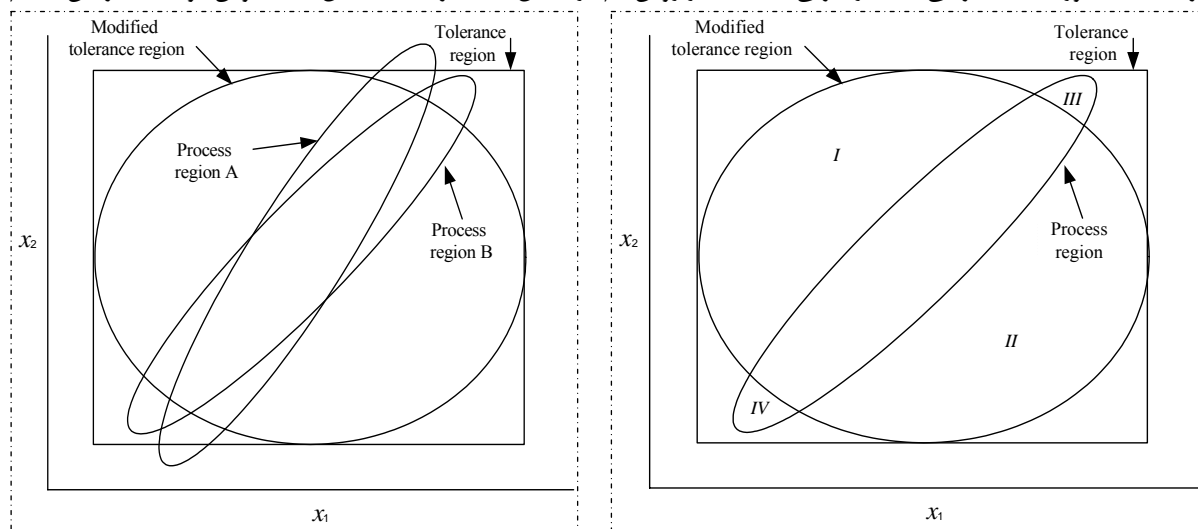 Modified
tolerance region
Tolerance
region
Process
region A
Process
region B
x₂
x₁
Modified
tolerance region
Tolerance
region
I
III
Process
region
II
IV
x₂
x₁